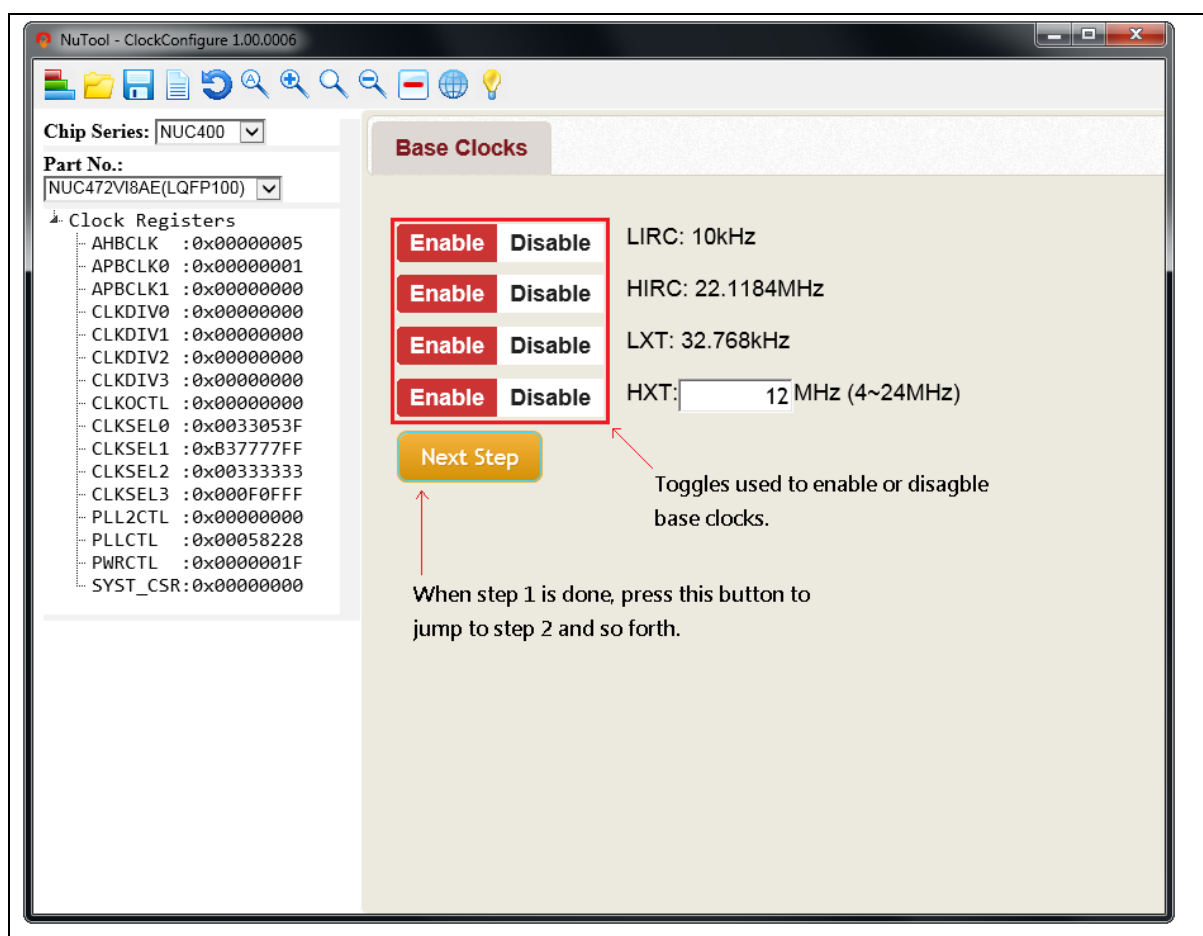 NuTool - ClockConfigure 1.00.0006
Chip Series: NUC400
Part No.:
NUC472VI8AE(LQFP100)
Clock Registers
AHBCLK :0x00000005
APBCLK0 :0x00000001
APBCLK1 :0x00000000
CLKDIV0 :0x00000000
CLKDIV1 :0x00000000
CLKDIV2 :0x00000000
CLKDIV3 :0x00000000
CLKOCTL :0x00000000
CLKSEL0 :0x0033053F
CLKSEL1 :0xB37777FF
CLKSEL2 :0x00333333
CLKSEL3 :0x000F0FFF
PLL2CTL :0x00000000
PLLCTL :0x00058228
PWRCTL :0x0000001F
SYST_CSR:0x00000000
Base Clocks
Enable Disable LIRC: 10kHz
Enable Disable HIRC: 22.1184MHz
Enable Disable LXT: 32.768kHz
Enable Disable HXT: 12 MHz (4~24MHz)
Next Step
Toggles used to enable or disagble
base clocks.
When step 1 is done, press this button to
jump to step 2 and so forth.